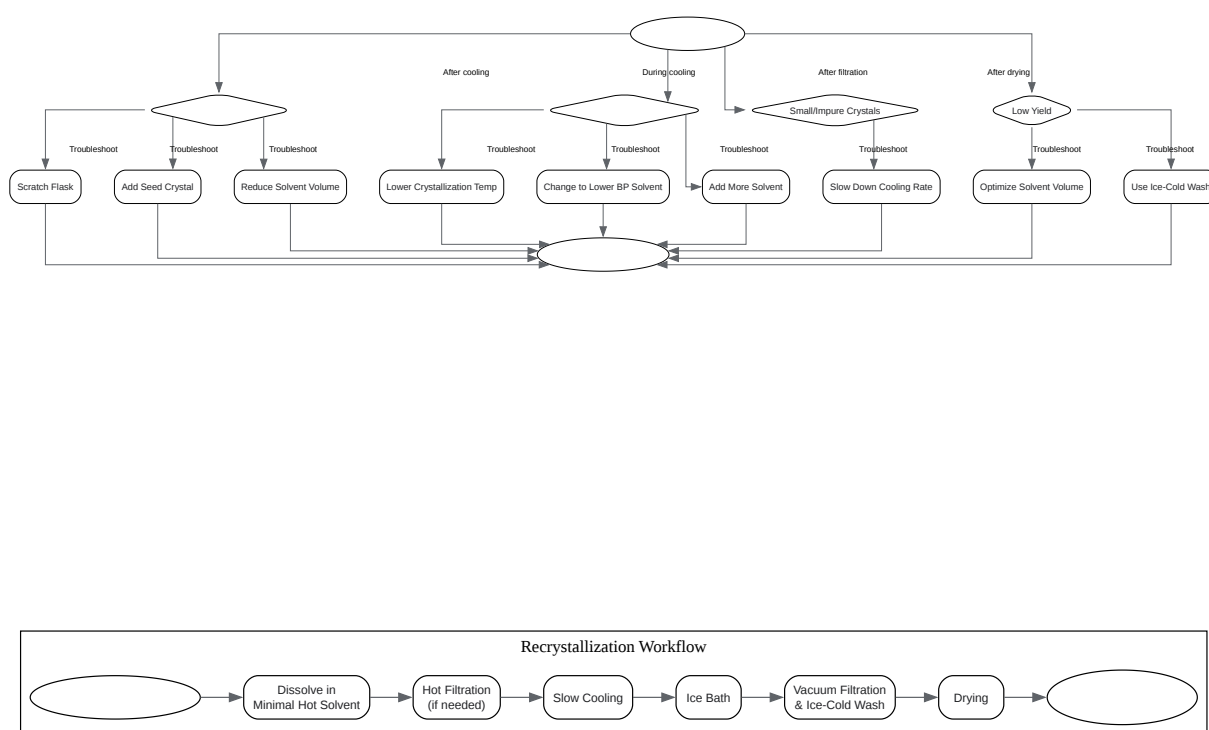 After cooling
During cooling
After filtration
After drying
Small/Impure Crystals
Low Yield
Troubleshoot
Troubleshoot
Troubleshoot
Troubleshoot
Troubleshoot
Troubleshoot
Troubleshoot
Troubleshoot
Troubleshoot
Scratch Flask
Add Seed Crystal
Reduce Solvent Volume
Lower Crystallization Temp
Change to Lower BP Solvent
Add More Solvent
Slow Down Cooling Rate
Optimize Solvent Volume
Use Ice-Cold Wash
Recrystallization Workflow
Dissolve in
Minimal Hot Solvent
Hot Filtration
(if needed)
Slow Cooling
Ice Bath
Vacuum Filtration
& Ice-Cold Wash
Drying